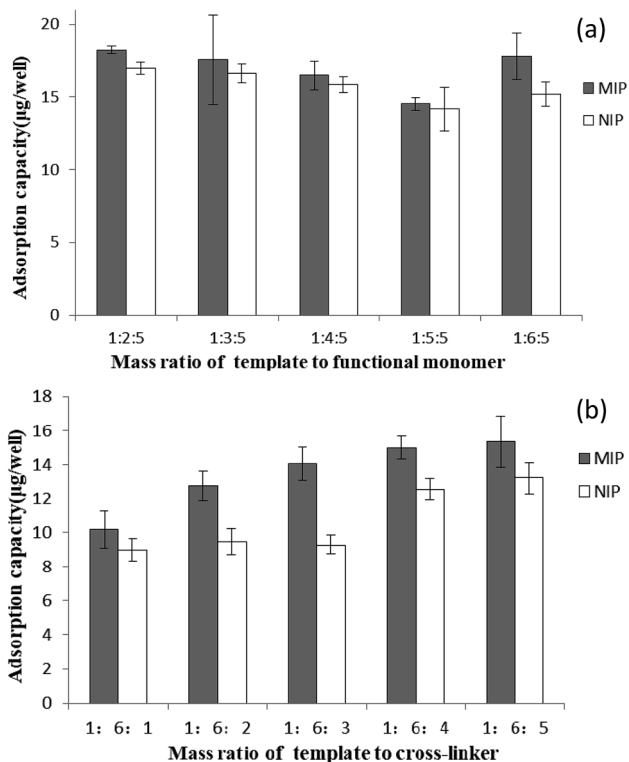 (a)
20
15
10
5
0
Adsorption capacity(μg/well)
MIP
NIP
1:2:5 1:3:5 1:4:5 1:5:5 1:6:5
Mass ratio of template to functional monomer
(b)
18
16
14
12
10
8
6
4
2
0
Adsorption capacity(μg/well)
MIP
NIP
1: 6: 1 1: 6: 2 1: 6: 3 1: 6: 4 1: 6: 5
Mass ratio of template to cross-linker